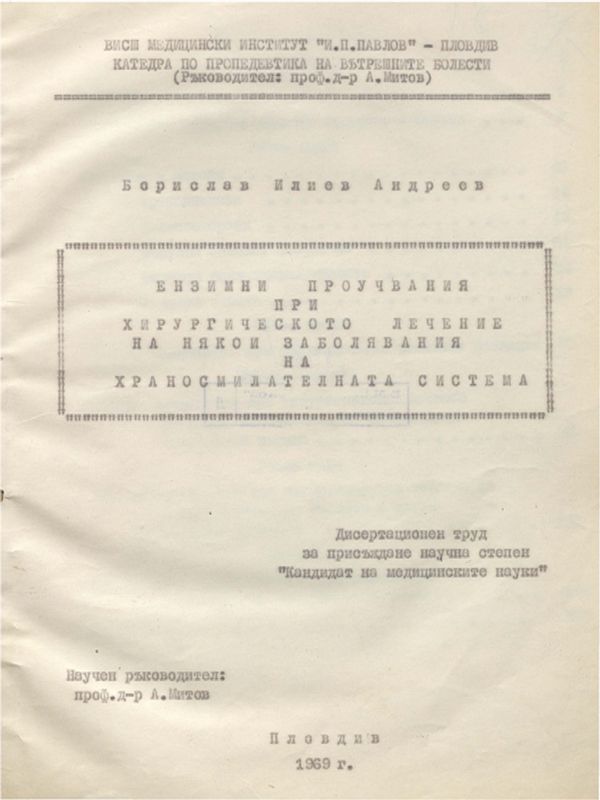 ВИСШ МЕДИЦИНСКИ ИНСТИТУТ "И.П.ПАВЛОВ" - ПЛОВДИВ
КАТЕДРА ПО ПРОПЕДЕВТИКА НА ВЪТРЕШНИТЕ БОЛЕСТИ
(Ръководител: проф.д-р А.Митов)
Борислав Илиев Андреев
ЕНЗИМНИ ПРОУЧВАНИЯ
ПРИ
ХИРУРГИЧЕСКОТО ЛЕЧЕНИЕ
НА НЯКОИ ЗАБОЛЯВАНИЯ
НА
ХРАНОСМИЛАТЕЛНАТА СИСТЕМА
Дисертационен труд
за присъждане научна степен
"Кандидат на медицинските науки"
Научен ръководител:
проф.д-р А.Митов
Пловдив
1969 г.